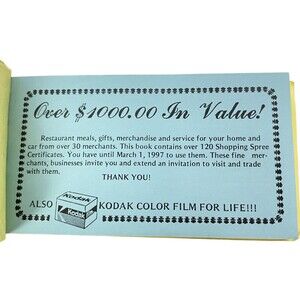 Over $1000.00 In Value!
Restaurant meals, gifts, merchandise and service for your home and
car from over 30 merchants. This book contains over 120 Shopping Spree
Certificates. You have until March 1, 1997 to use them. These fine mer-
chants, businesses invite you and extend an invitation to visit and trade
with them.
THANK YOU!
Kodak
Kodak
ALSO KODAK COLOR FILM FOR LIFE!!!